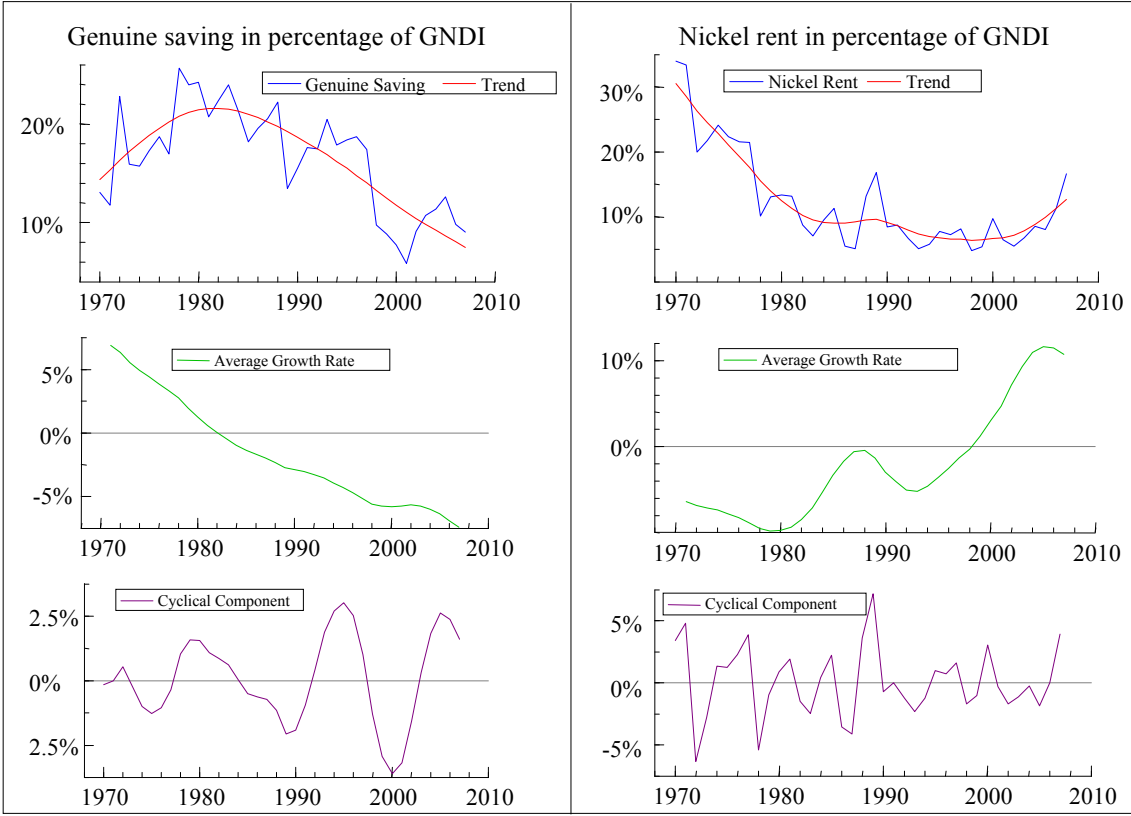 Genuine saving in percentage of GNDI
Genuine Saving Trend
20%
10%
1970 1980 1990 2000 2010
Average Growth Rate
5%
0%
-5%
1970 1980 1990 2000 2010
Cyclical Component
2.5%
0%
2.5%
1970 1980 1990 2000 2010
Nickel rent in percentage of GNDI
Nickel Rent Trend
30%
20%
10%
1970 1980 1990 2000 2010
Average Growth Rate
10%
0%
1970 1980 1990 2000 2010
Cyclical Component
5%
0%
-5%
1970 1980 1990 2000 2010